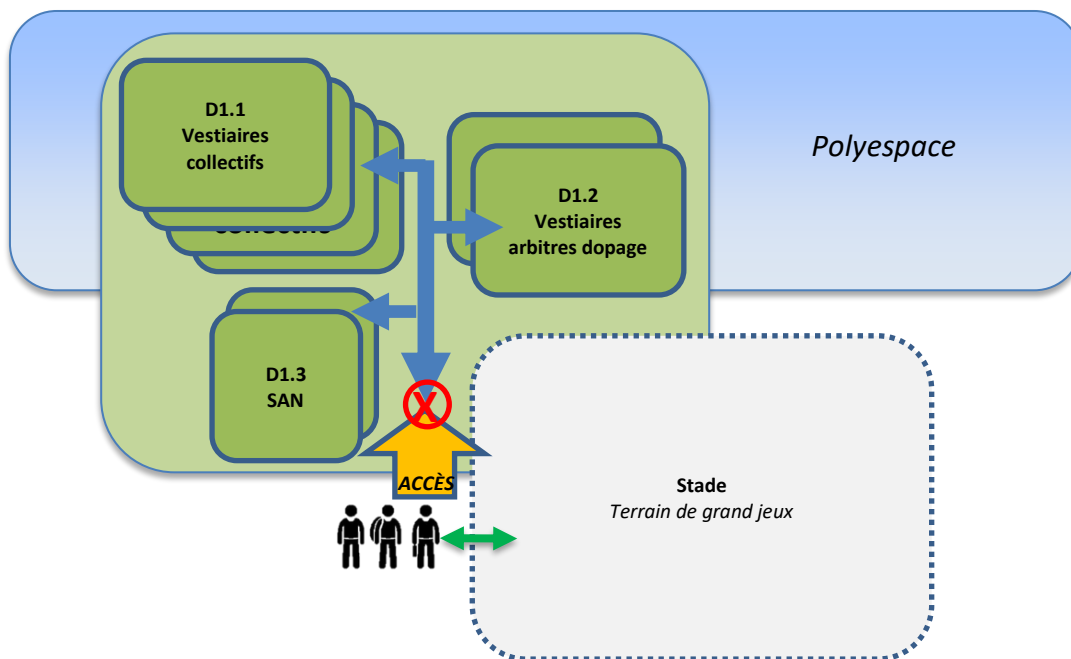 D1.1
Vestiaires
collectifs
Polyespace
D1.2
Vestiaires
arbitres dopage
D1.3
SAN
X
ACCÈS
Stade
Terrain de grand jeux